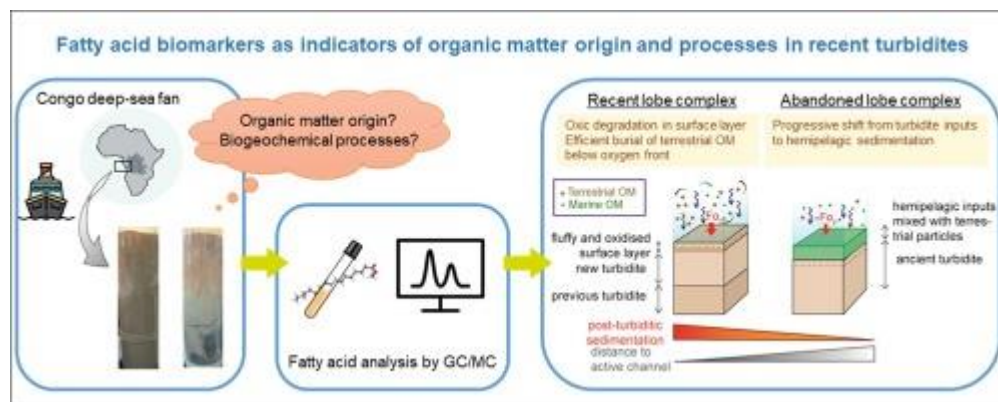 Fatty acid biomarkers as indicators of organic matter origin and processes in recent turbidites
Congo deep-sea fan
Organic matter origin?
Biogeochemical processes?
Fatty acid analysis by GC/MC
Recent lobe complex
Oxic degradation in surface layer
Efficient burial of terrestrial OM
below oxygen front
Abandoned lobe complex
Progressive shift from turbidite inputs
to hemipelagic sedimentation
Terrestrial OM
Marine OM
fluffy and oxidised
surface layer
new turbidite
previous turbidite
hemipelagic inputs
mixed with terres-
trial particles
ancient turbidite
post-turbiditic
sedimentation
distance to
active channel